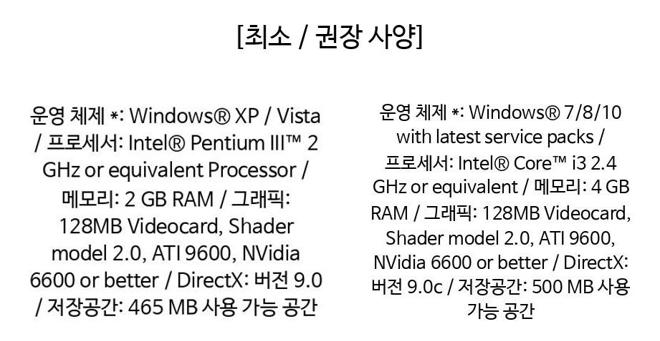 [최소 / 권장 사양]
운영 체제 *: Windows® XP / Vista
/ 프로세서: Intel® Pentium III™ 2
GHz or equivalent Processor /
메모리: 2 GB RAM / 그래픽:
128MB Videocard, Shader
model 2.0, ATI 9600, NVidia
6600 or better / DirectX: 버전 9.0
/ 저장공간: 465 MB 사용 가능 공간
운영 체제 *: Windows® 7/8/10
with latest service packs /
프로세서: Intel® Core™ i3 2.4
GHz or equivalent / 메모리: 4 GB
RAM / 그래픽: 128MB Videocard,
Shader model 2.0, ATI 9600,
NVidia 6600 or better / DirectX:
버전 9.0c / 저장공간: 500 MB 사용
가능 공간